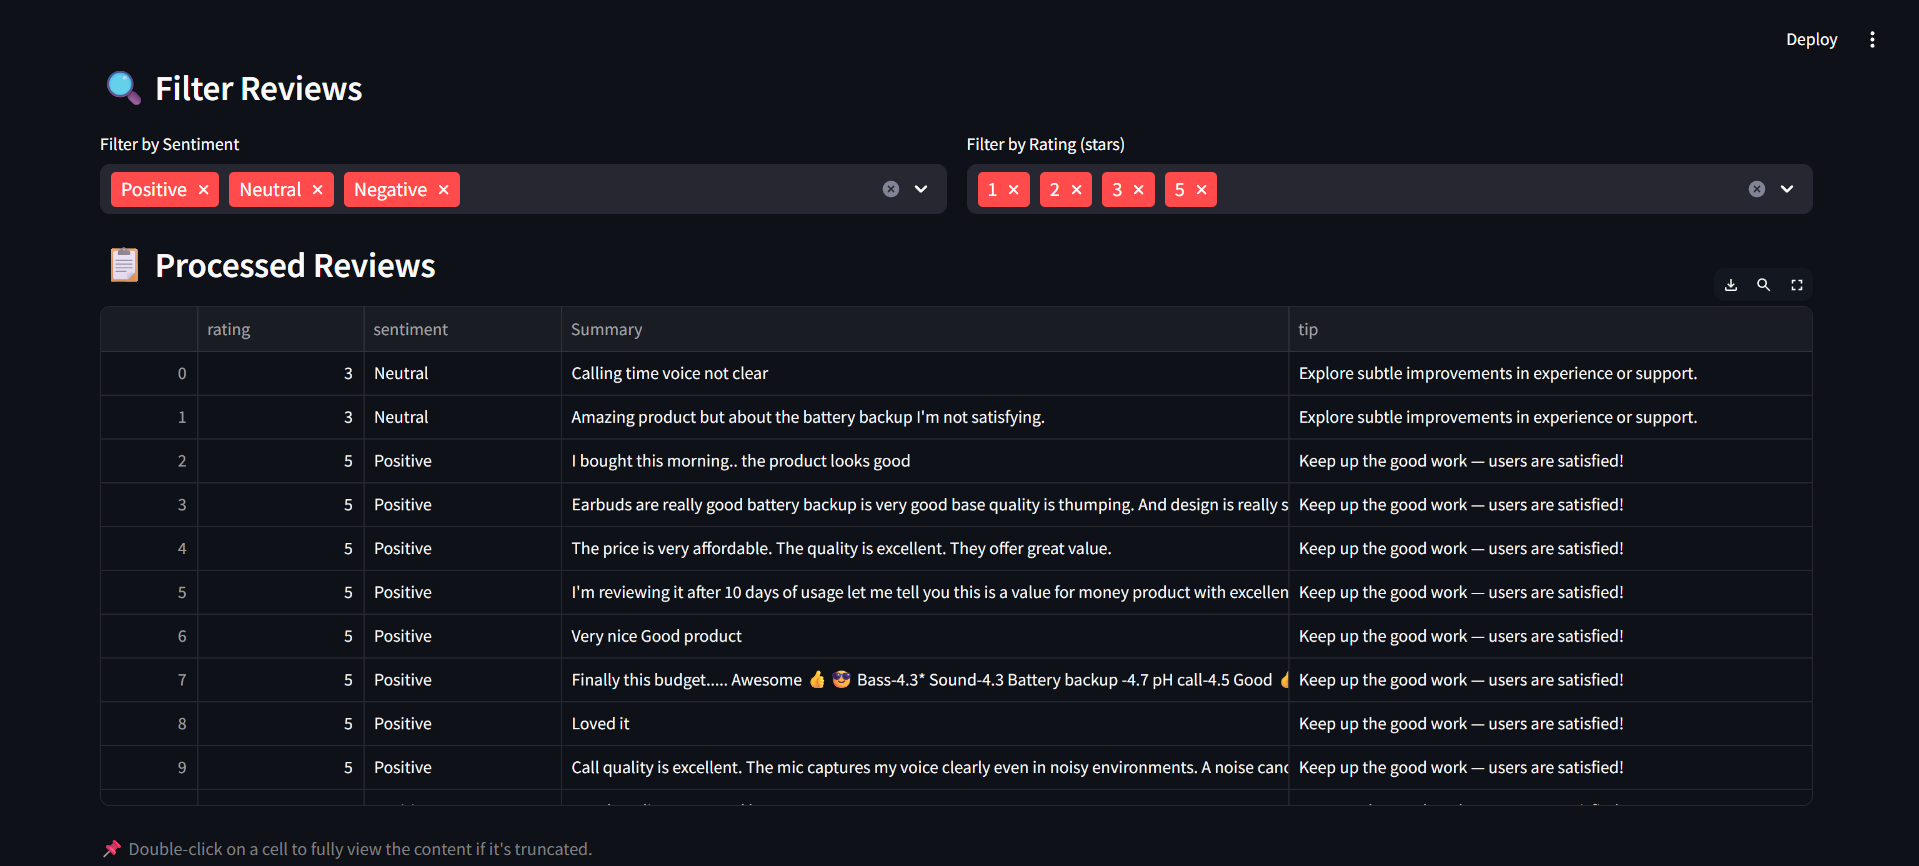 Deploy
🔍 Filter Reviews
Filter by Sentiment
Positive × Neutral × Negative ×
Filter by Rating (stars)
1 × 2 × 3 × 5 ×
📋 Processed Reviews
rating sentiment Summary tip
0 3 Neutral Calling time voice not clear Explore subtle improvements in experience or support.
1 3 Neutral Amazing product but about the battery backup I'm not satisfying. Explore subtle improvements in experience or support.
2 5 Positive I bought this morning.. the product looks good Keep up the good work — users are satisfied!
3 5 Positive Earbuds are really good battery backup is very good base quality is thumping. And design is really s Keep up the good work — users are satisfied!
4 5 Positive The price is very affordable. The quality is excellent. They offer great value. Keep up the good work — users are satisfied!
5 5 Positive I'm reviewing it after 10 days of usage let me tell you this is a value for money product with excellen Keep up the good work — users are satisfied!
6 5 Positive Very nice Good product Keep up the good work — users are satisfied!
7 5 Positive Finally this budget..... Awesome 👍 😎 Bass-4.3* Sound-4.3 Battery backup -4.7 pH call-4.5 Good Keep up the good work — users are satisfied!
8 5 Positive Loved it Keep up the good work — users are satisfied!
9 5 Positive Call quality is excellent. The mic captures my voice clearly even in noisy environments. A noise canc Keep up the good work — users are satisfied!
📌 Double-click on a cell to fully view the content if it's truncated.